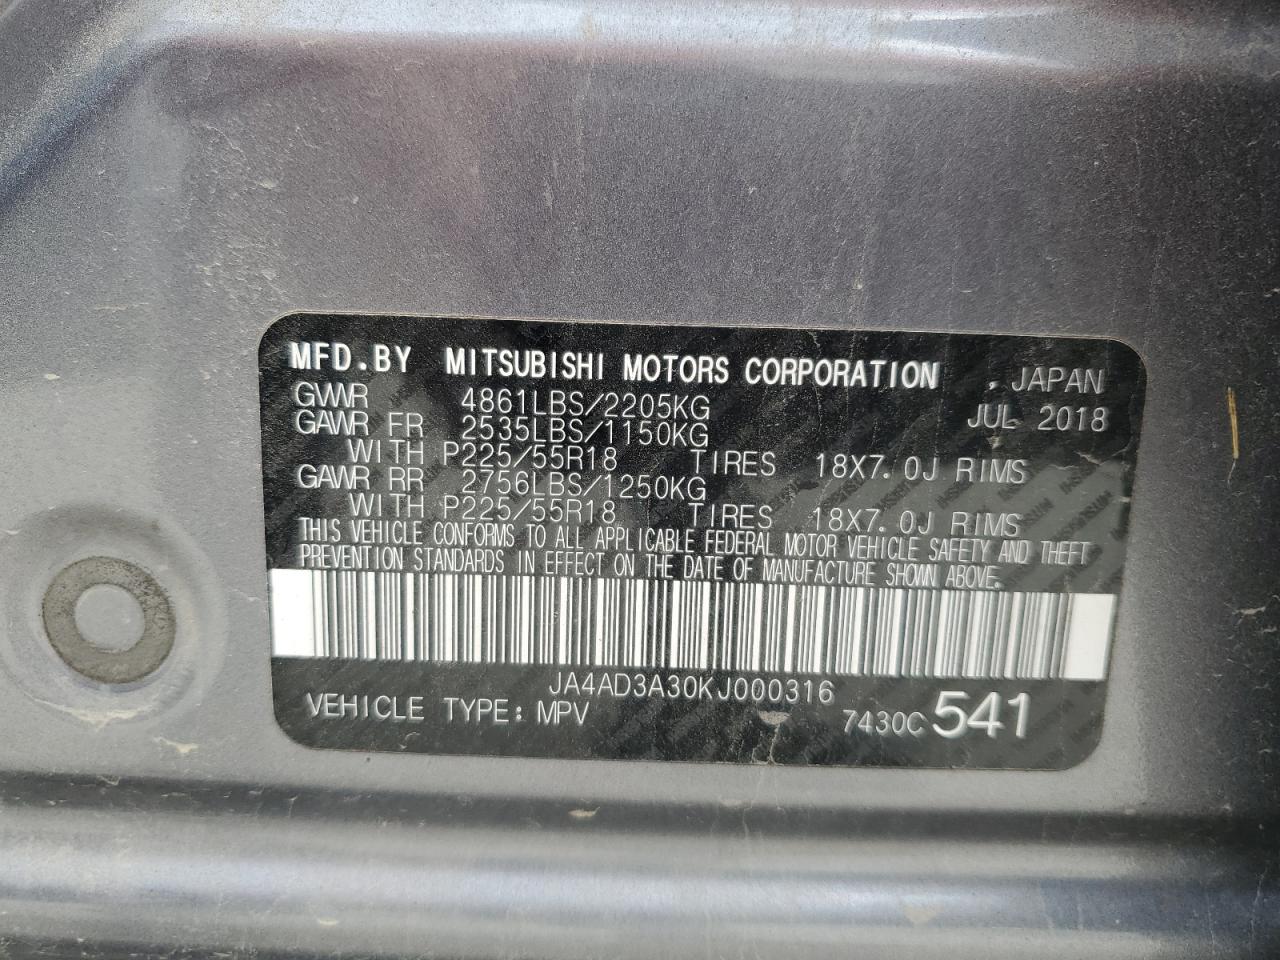 MFD.BY MITSUBISHI MOTORS CORPORATION , JAPAN
GVWR 4861LBS/2205KG JUL 2018
GAWR FR 2535LBS/1150KG
WITH P225/55R18 TIRES 18X7.0J RIMS
GAWR RR 2756LBS/1250KG
WITH P225/55R18 TIRES 18X7.0J RIMS
THIS VEHICLE CONFORMS TO ALL APPLICABLE FEDERAL MOTOR VEHICLE SAFETY AND THEFT
PREVENTION STANDARDS IN EFFECT ON THE DATE OF MANUFACTURE SHOWN ABOVE.
JA4AD3A30KJ000316
VEHICLE TYPE: MPV 7430C541